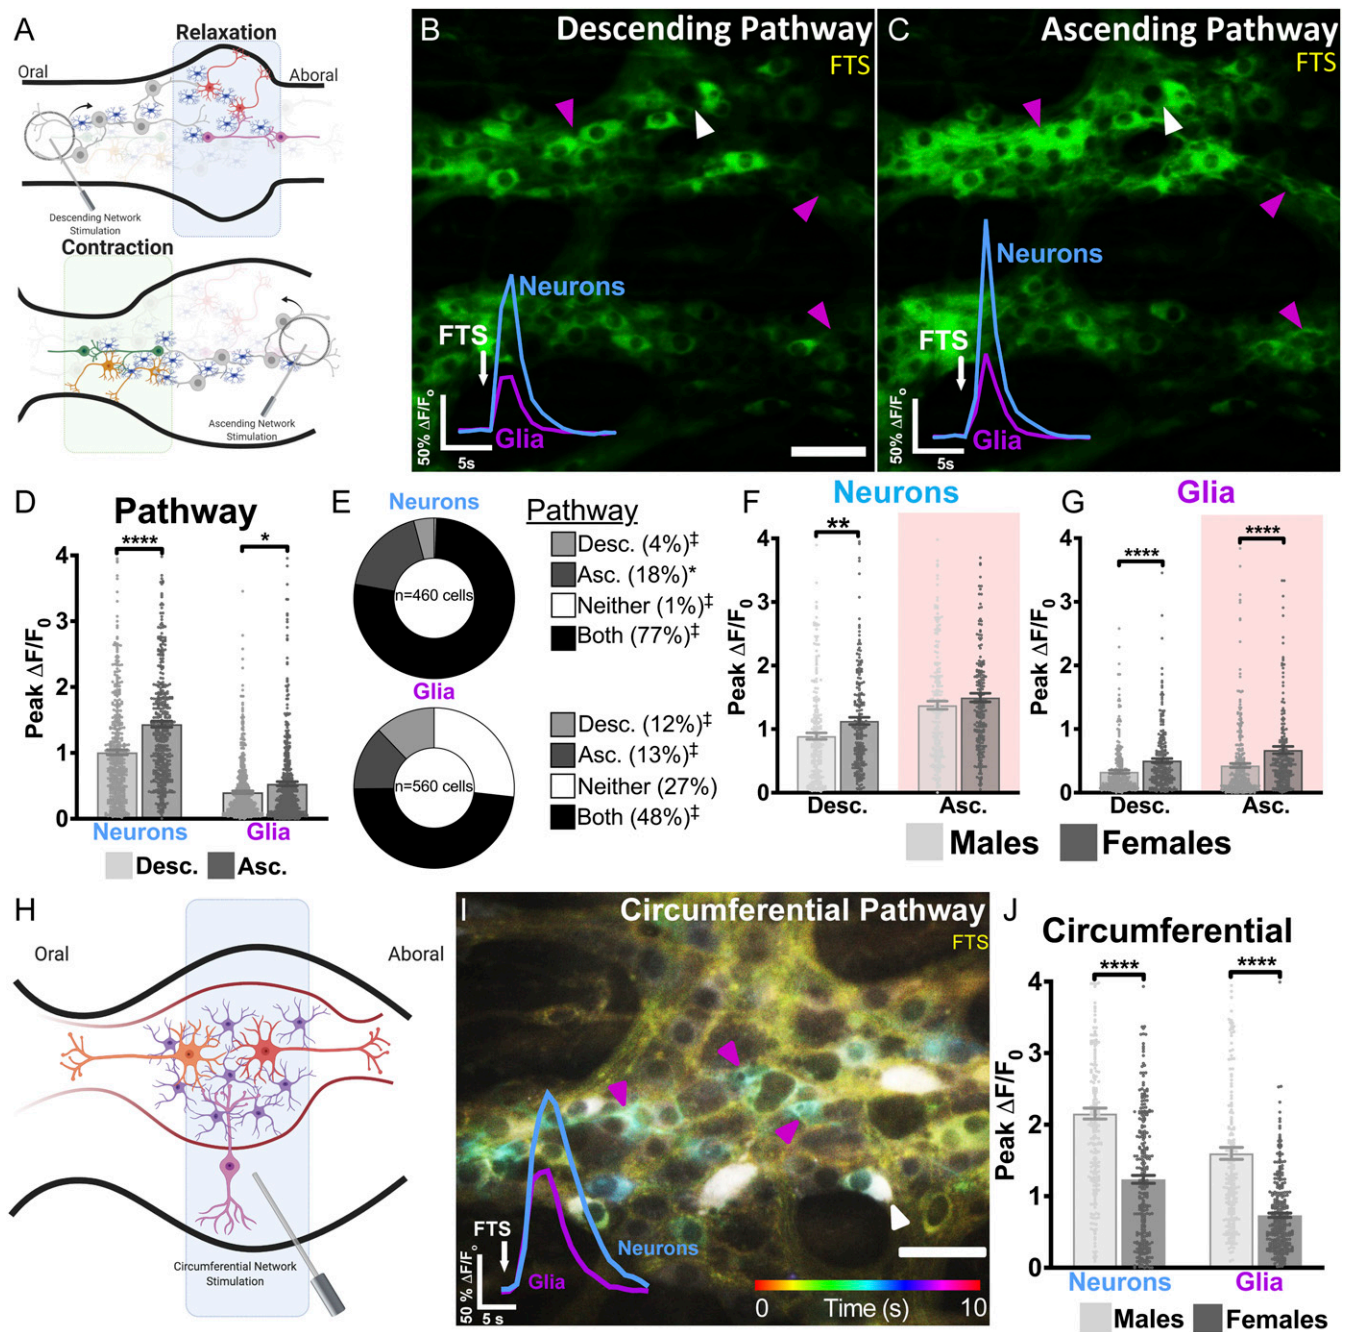 A
Relaxation
Oral
Aboral
Descending Network
Stimulation
Contraction
Ascending Network
Stimulation
B
Descending Pathway
FTS
Neurons
FTS
Glia
50% ΔF/Fo
5s
C
Ascending Pathway
FTS
Neurons
FTS
Glia
50% ΔF/Fo
5s
D
Pathway
****
*
Peak ΔF/F0
4
3
2
1
0
Neurons
Glia
Desc.
Asc.
E
Neurons
n=460 cells
Pathway
Desc. (4%)‡
Asc. (18%)*
Neither (1%)‡
Both (77%)‡
Glia
n=560 cells
Desc. (12%)‡
Asc. (13%)‡
Neither (27%)
Both (48%)‡
F
Neurons
**
Peak ΔF/F0
4
3
2
1
0
Desc.
Asc.
G
Glia
****
****
Peak ΔF/F0
4
3
2
1
0
Desc.
Asc.
Males
Females
H
Oral
Aboral
Circumferential Network
Stimulation
I
Circumferential Pathway
FTS
FTS
Neurons
Glia
50 % ΔF/Fo
5 s
0
Time (s)
10
J
Circumferential
****
****
Peak ΔF/F0
4
3
2
1
0
Neurons
Glia
Males
Females